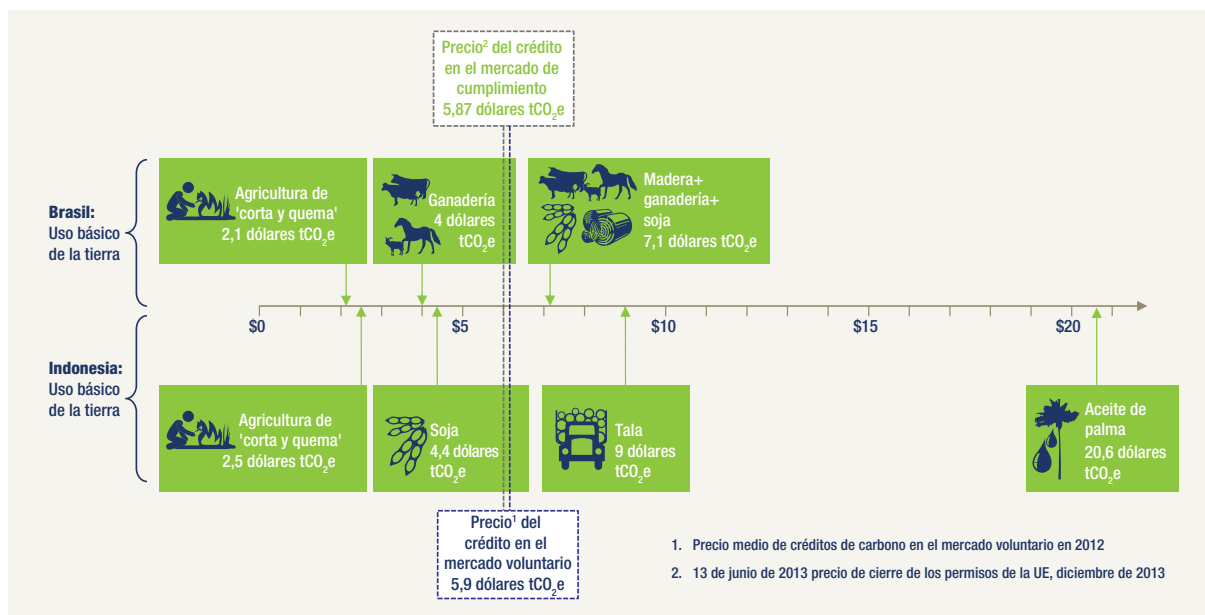 Precio² del crédito
en el mercado de
cumplimiento
5,87 dólares tCO₂e
Brasil:
Uso básico
de la tierra
Agricultura de
'corta y quema'
2,1 dólares tCO₂e
Ganadería
4 dólares
tCO₂e
Madera+
ganadería+
soja
7,1 dólares tCO₂e
$0
$5
$10
$15
$20
Indonesia:
Uso básico
de la tierra
Agricultura de
'corta y quema'
2,5 dólares tCO₂e
Soja
4,4 dólares
tCO₂e
Tala
9 dólares
tCO₂e
Aceite de
palma
20,6 dólares
tCO₂e
Precio¹ del
crédito en el
mercado voluntario
5,9 dólares tCO₂e
1. Precio medio de créditos de carbono en el mercado voluntario en 2012
2. 13 de junio de 2013 precio de cierre de los permisos de la UE, diciembre de 2013